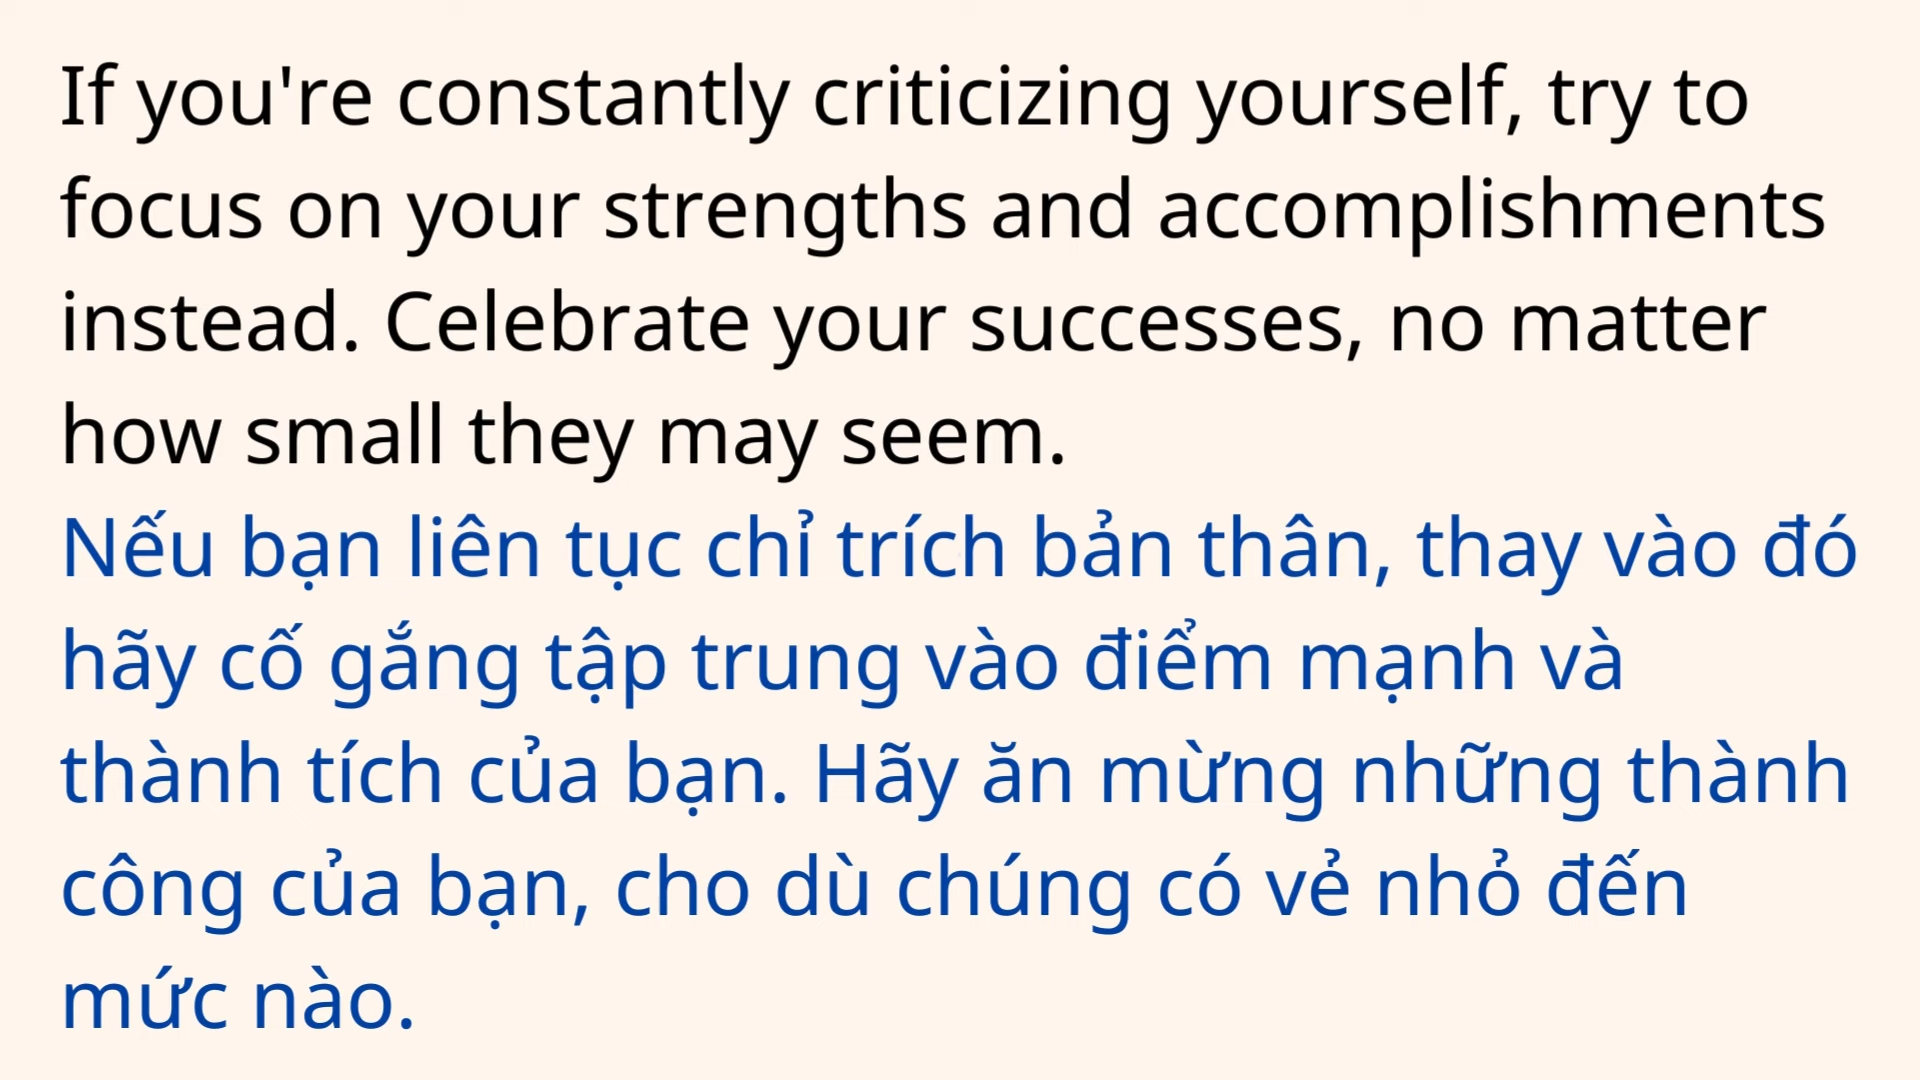 If you're constantly criticizing yourself, try to
focus on your strengths and accomplishments
instead. Celebrate your successes, no matter
how small they may seem.
Nếu bạn liên tục chỉ trích bản thân, thay vào đó
hãy cố gắng tập trung vào điểm mạnh và
thành tích của bạn. Hãy ăn mừng những thành
công của bạn, cho dù chúng có vẻ nhỏ đến
mức nào.